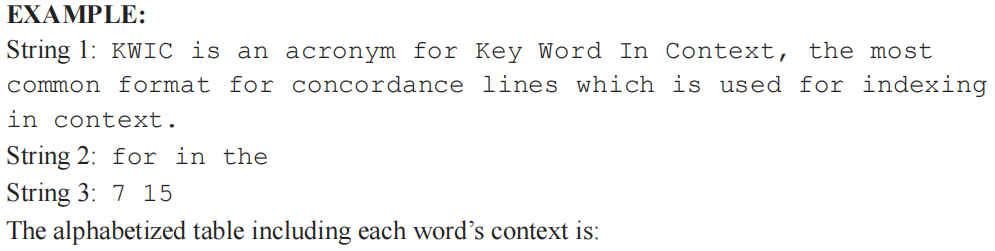 EXAMPLE:
String 1: KWIC is an acronym for Key Word In Context, the most
common format for concordance lines which is used for indexing
in context.
String 2: for in the
String 3: 7 15
The alphabetized table including each word’s context is: